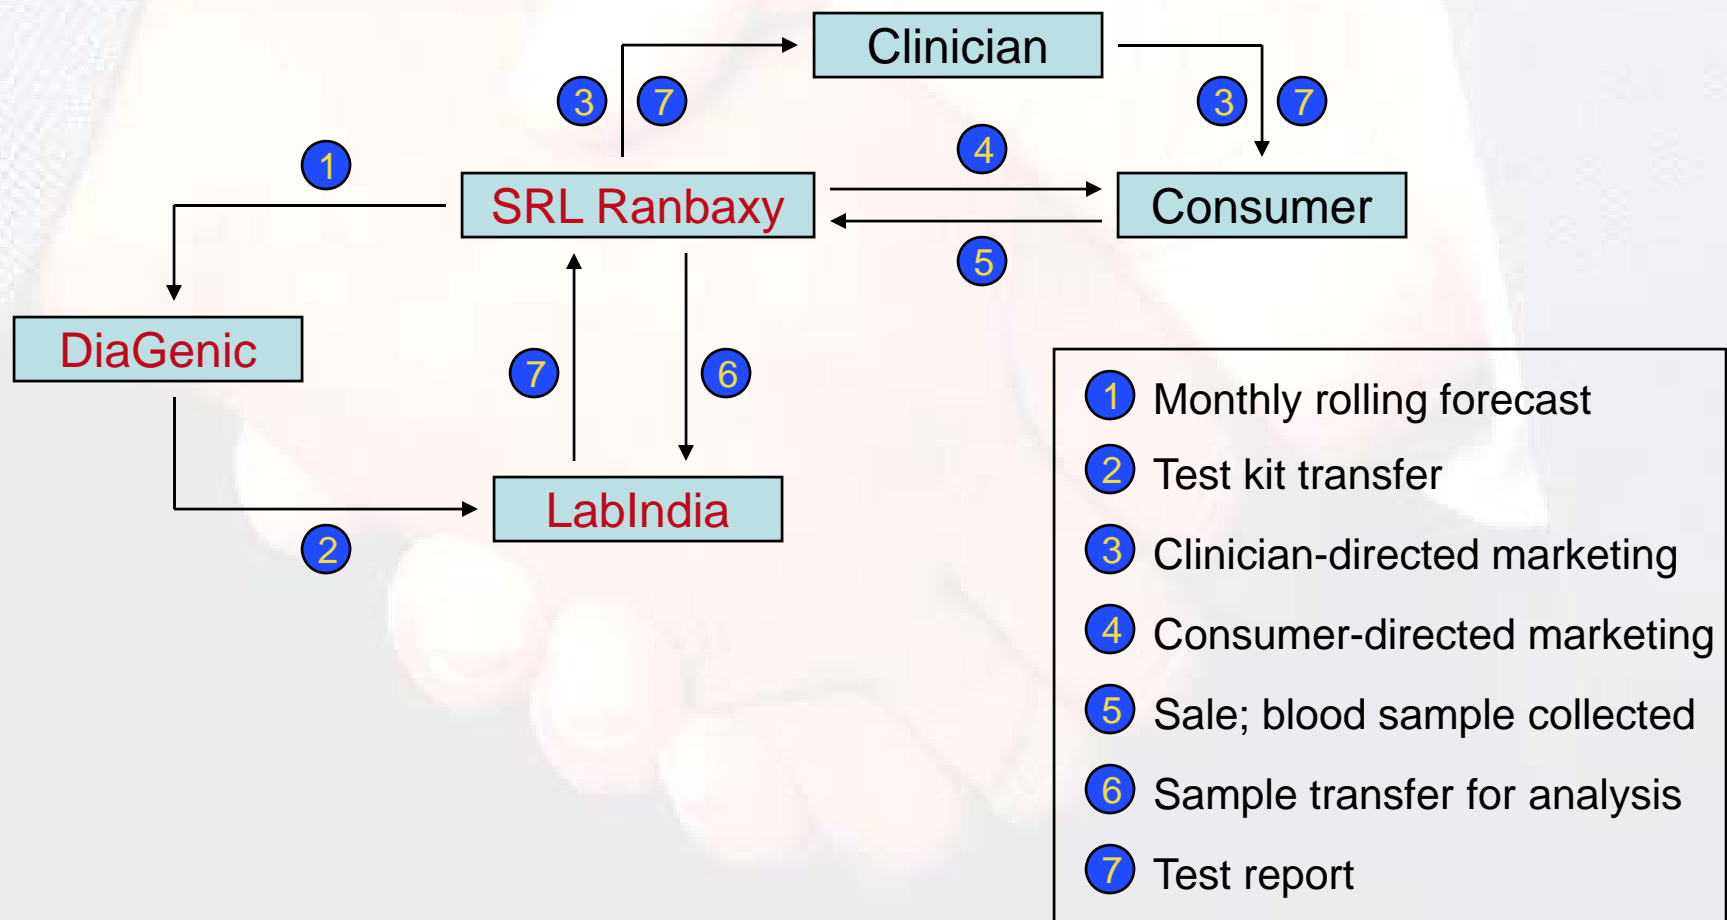 Clinician
3 7
3 7
1
4
SRL Ranbaxy
Consumer
5
DiaGenic
7
6
LabIndia
2
1 Monthly rolling forecast
2 Test kit transfer
3 Clinician-directed marketing
4 Consumer-directed marketing
5 Sale; blood sample collected
6 Sample transfer for analysis
7 Test report